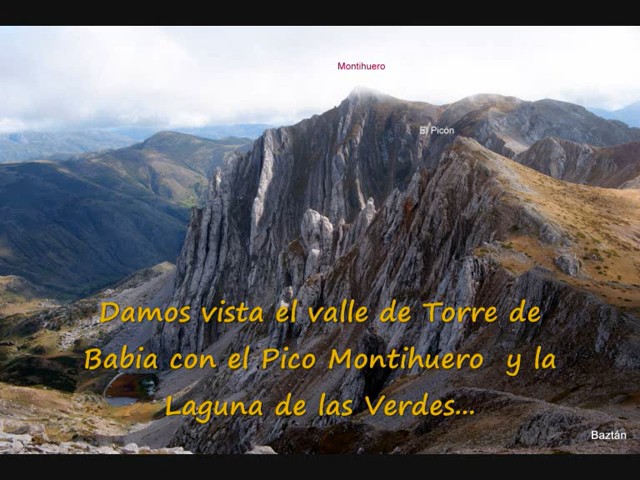 Montihuero
El Picón
Damos vista el valle de Torre de
Babia con el Pico Montihuero y la
Laguna de las Verdes...
Baztán